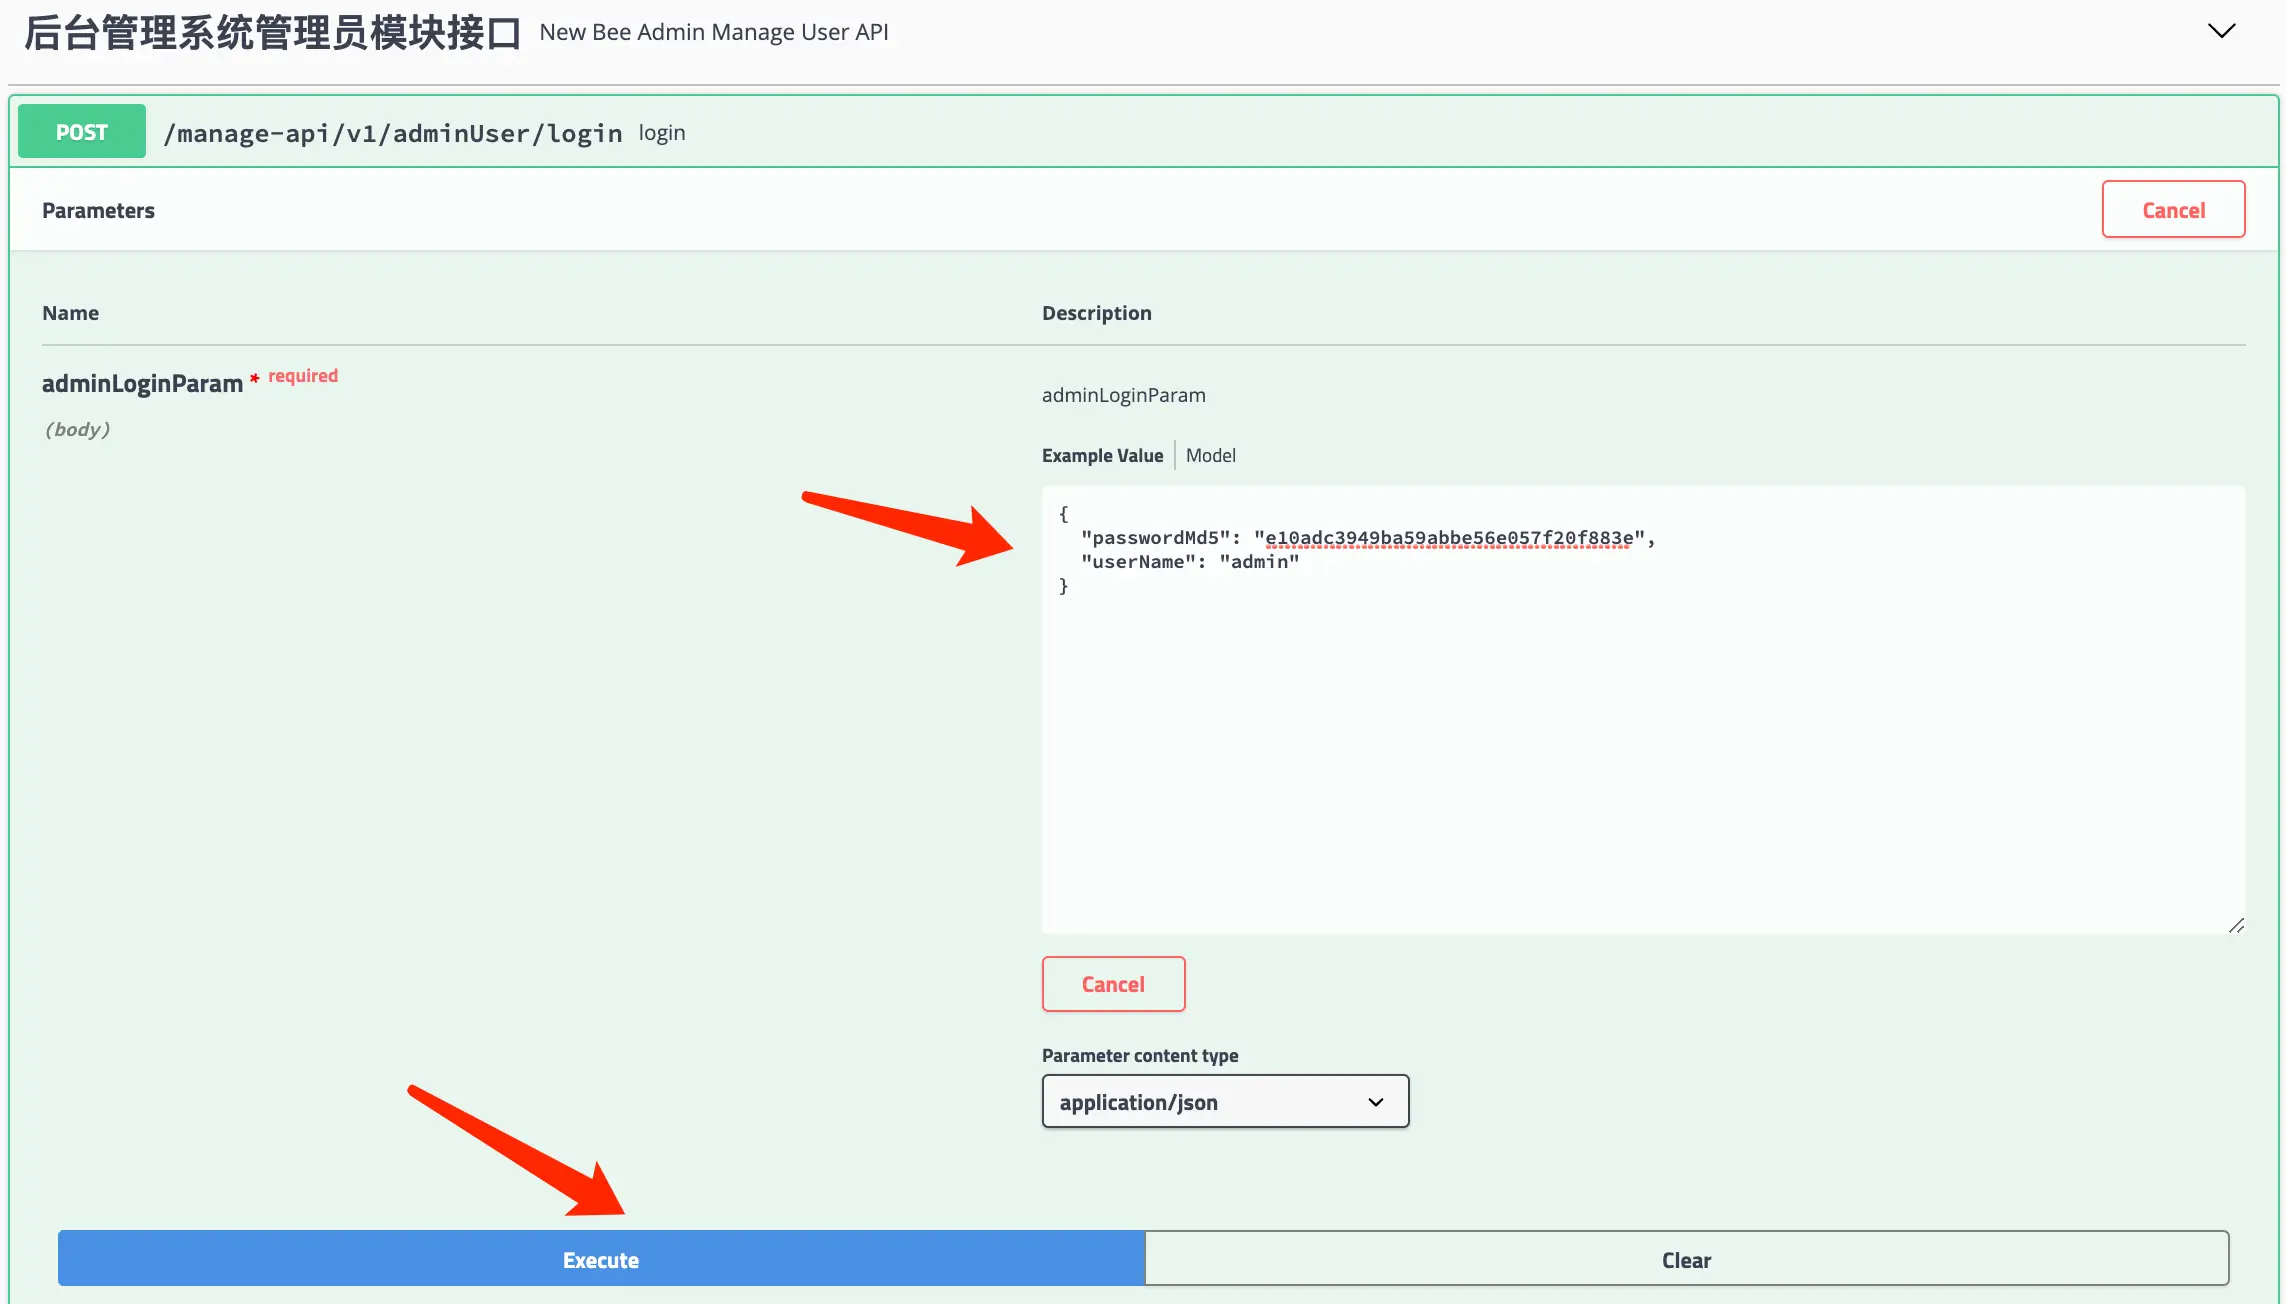 后台管理系统管理员模块接口 New Bee Admin Manage User API
POST /manage-api/v1/adminUser/login login
Parameters Cancel
Name Description
adminLoginParam * required
(body)
adminLoginParam
Example Value Model
{
"passwordMd5": "e10adc3949ba59abbe56e057f20f883e",
"userName": "admin"
}
Cancel
Parameter content type
application/json
Execute Clear